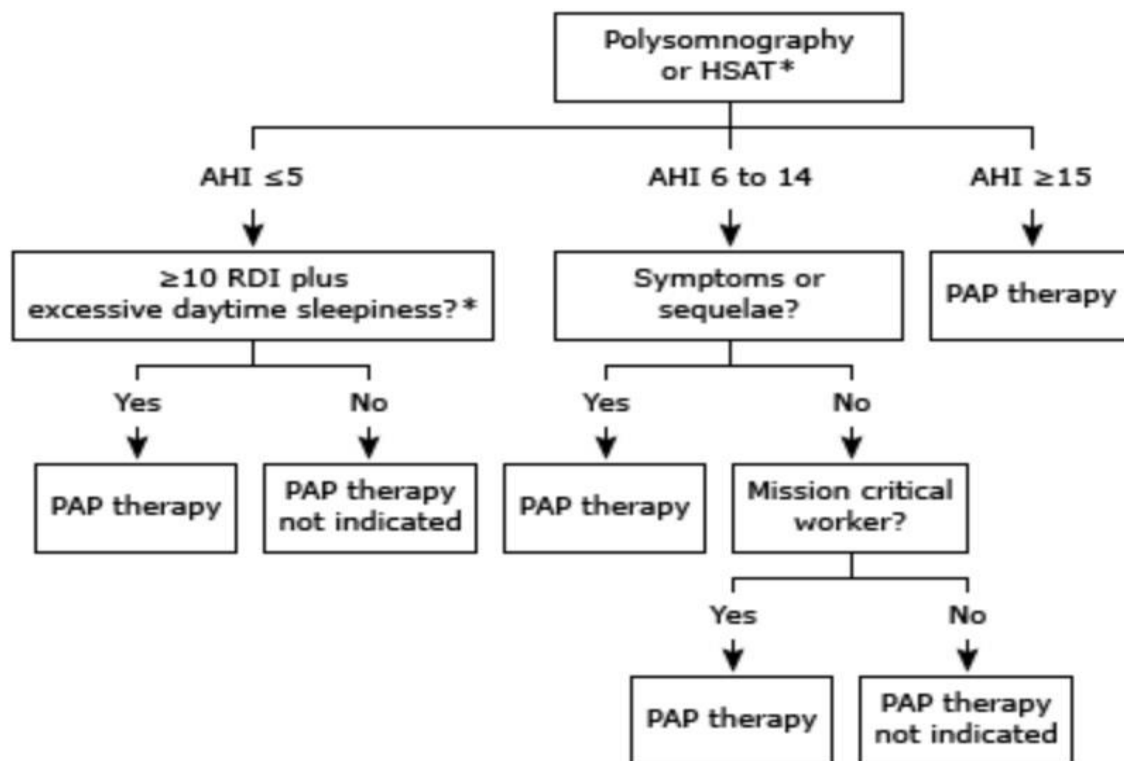 Polysomnography
or HSAT*
AHI ≤5
AHI 6 to 14
AHI ≥15
≥10 RDI plus
excessive daytime sleepiness?*
Symptoms or
sequelae?
PAP therapy
Yes
No
Yes
No
PAP therapy
PAP therapy
not indicated
PAP therapy
Mission critical
worker?
Yes
No
PAP therapy
PAP therapy
not indicated